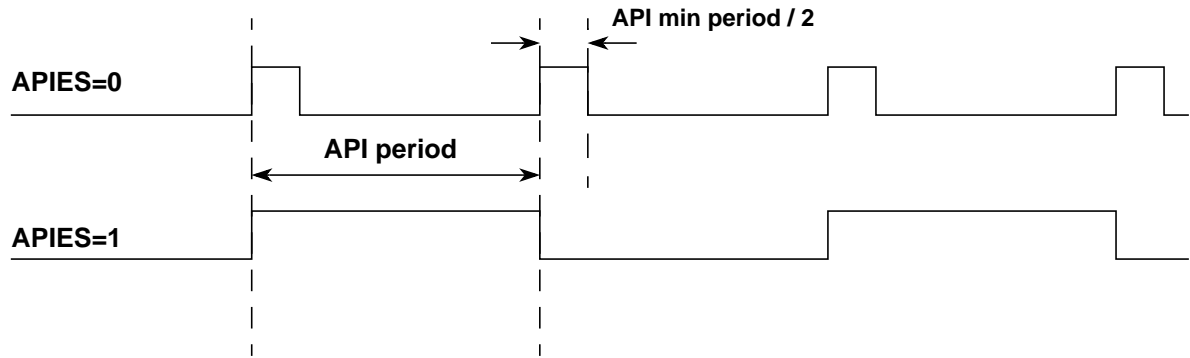 API min period / 2
APIES=0
API period
APIES=1